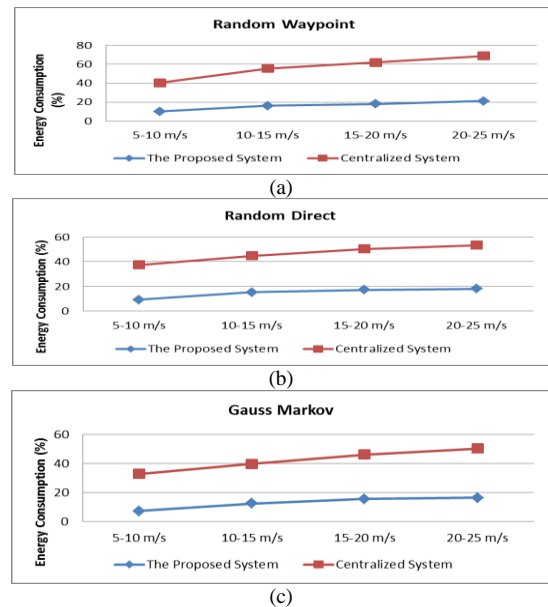 Random Waypoint
Energy Consumption
(%)
80
60
40
20
0
5-10 m/s 10-15 m/s 15-20 m/s 20-25 m/s
The Proposed System Centralized System
(a)
Random Direct
Energy Consumption (%)
60
40
20
0
5-10 m/s 10-15 m/s 15-20 m/s 20-25 m/s
The Proposed System Centralized System
(b)
Gauss Markov
Energy Consumption (%)
60
40
20
0
5-10 m/s 10-15 m/s 15-20 m/s 20-25 m/s
The Proposed System Centralized System
(c)